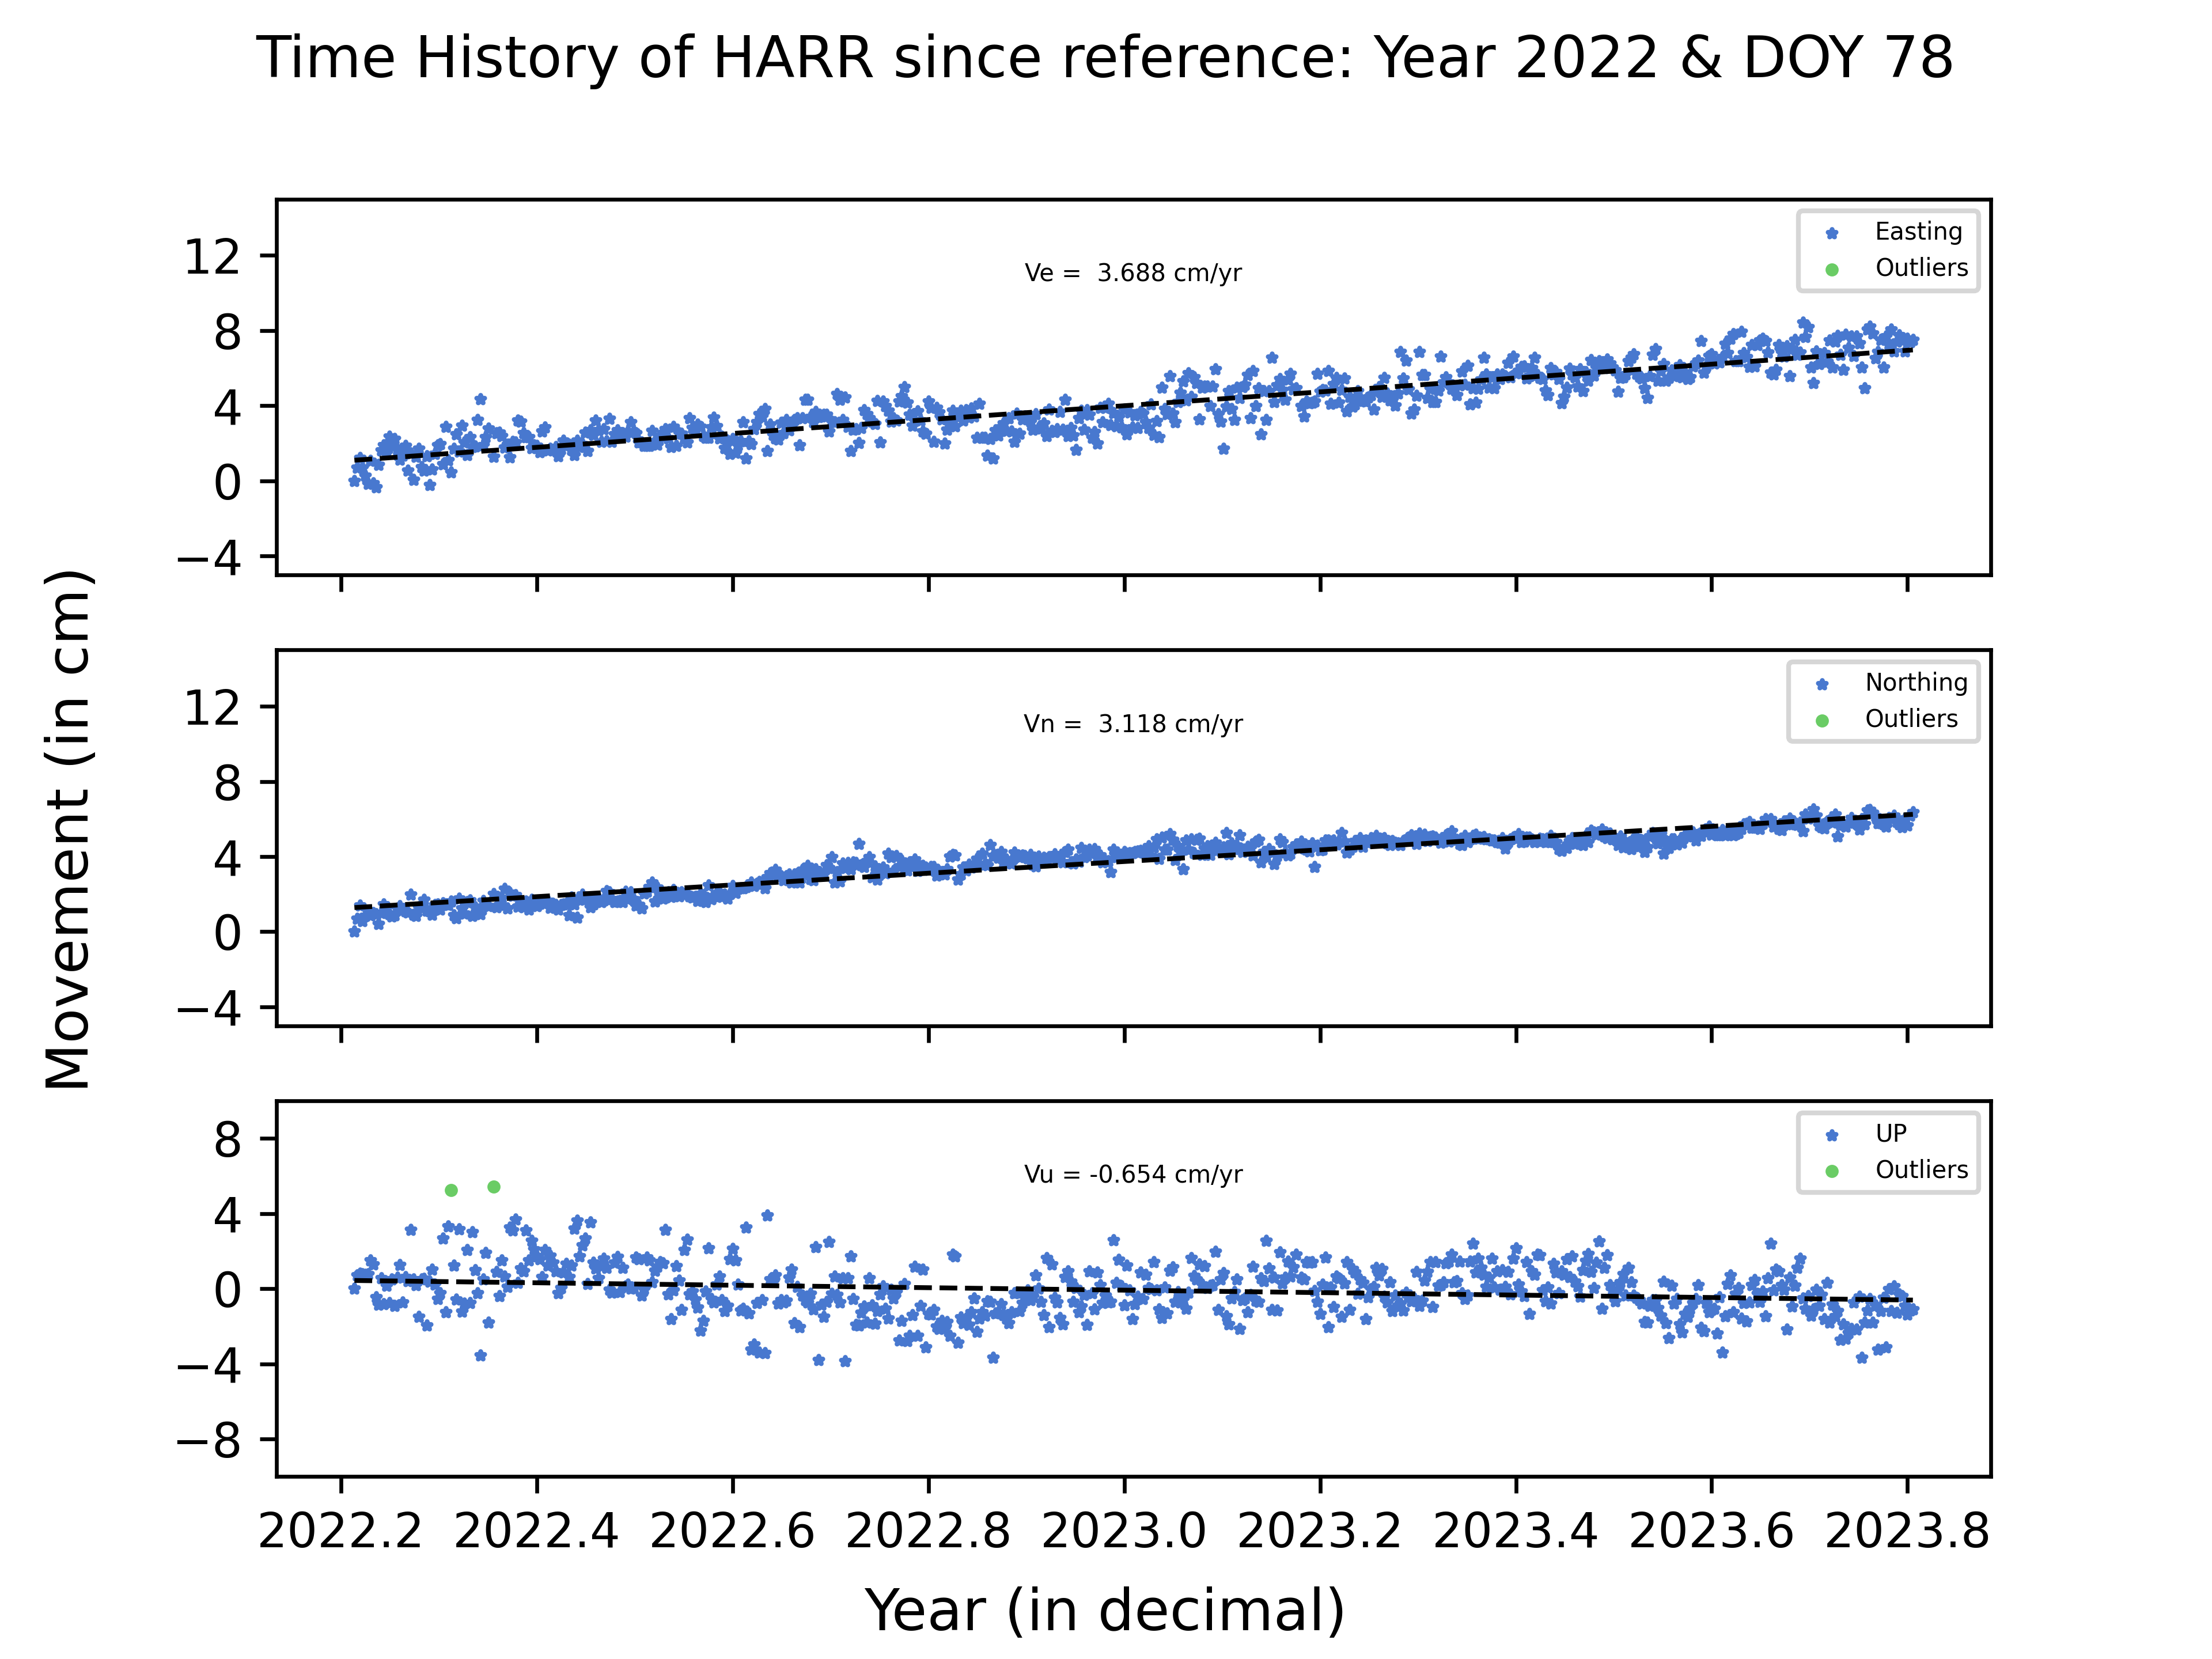 Time History of HARR since reference: Year 2022 & DOY 78
Movement (in cm)
12
8
4
0
−4
Ve =  3.688 cm/yr
Easting
Outliers
12
8
4
0
−4
Vn =  3.118 cm/yr
Northing
Outliers
8
4
0
−4
−8
Vu = -0.654 cm/yr
UP
Outliers
2022.2 2022.4 2022.6 2022.8 2023.0 2023.2 2023.4 2023.6 2023.8
Year (in decimal)